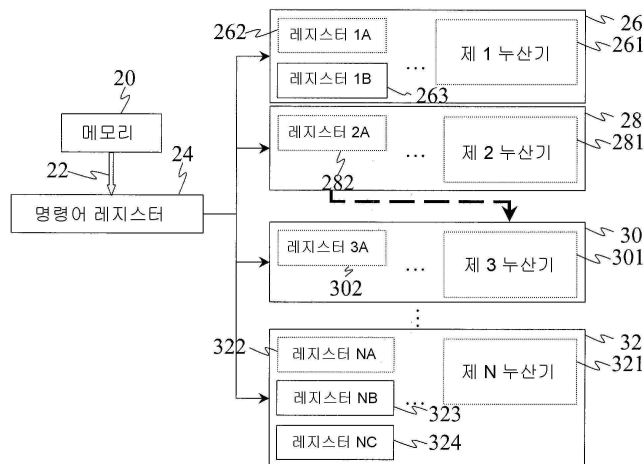 262
레지스터 1A
...
제 1 누산기
26
261
레지스터 1B
263
20
메모리
22
24
명령어 레지스터
레지스터 2A
...
제 2 누산기
28
281
282
레지스터 3A
...
제 3 누산기
30
301
302
...
322
레지스터 NA
...
제 N 누산기
32
321
레지스터 NB
323
레지스터 NC
324